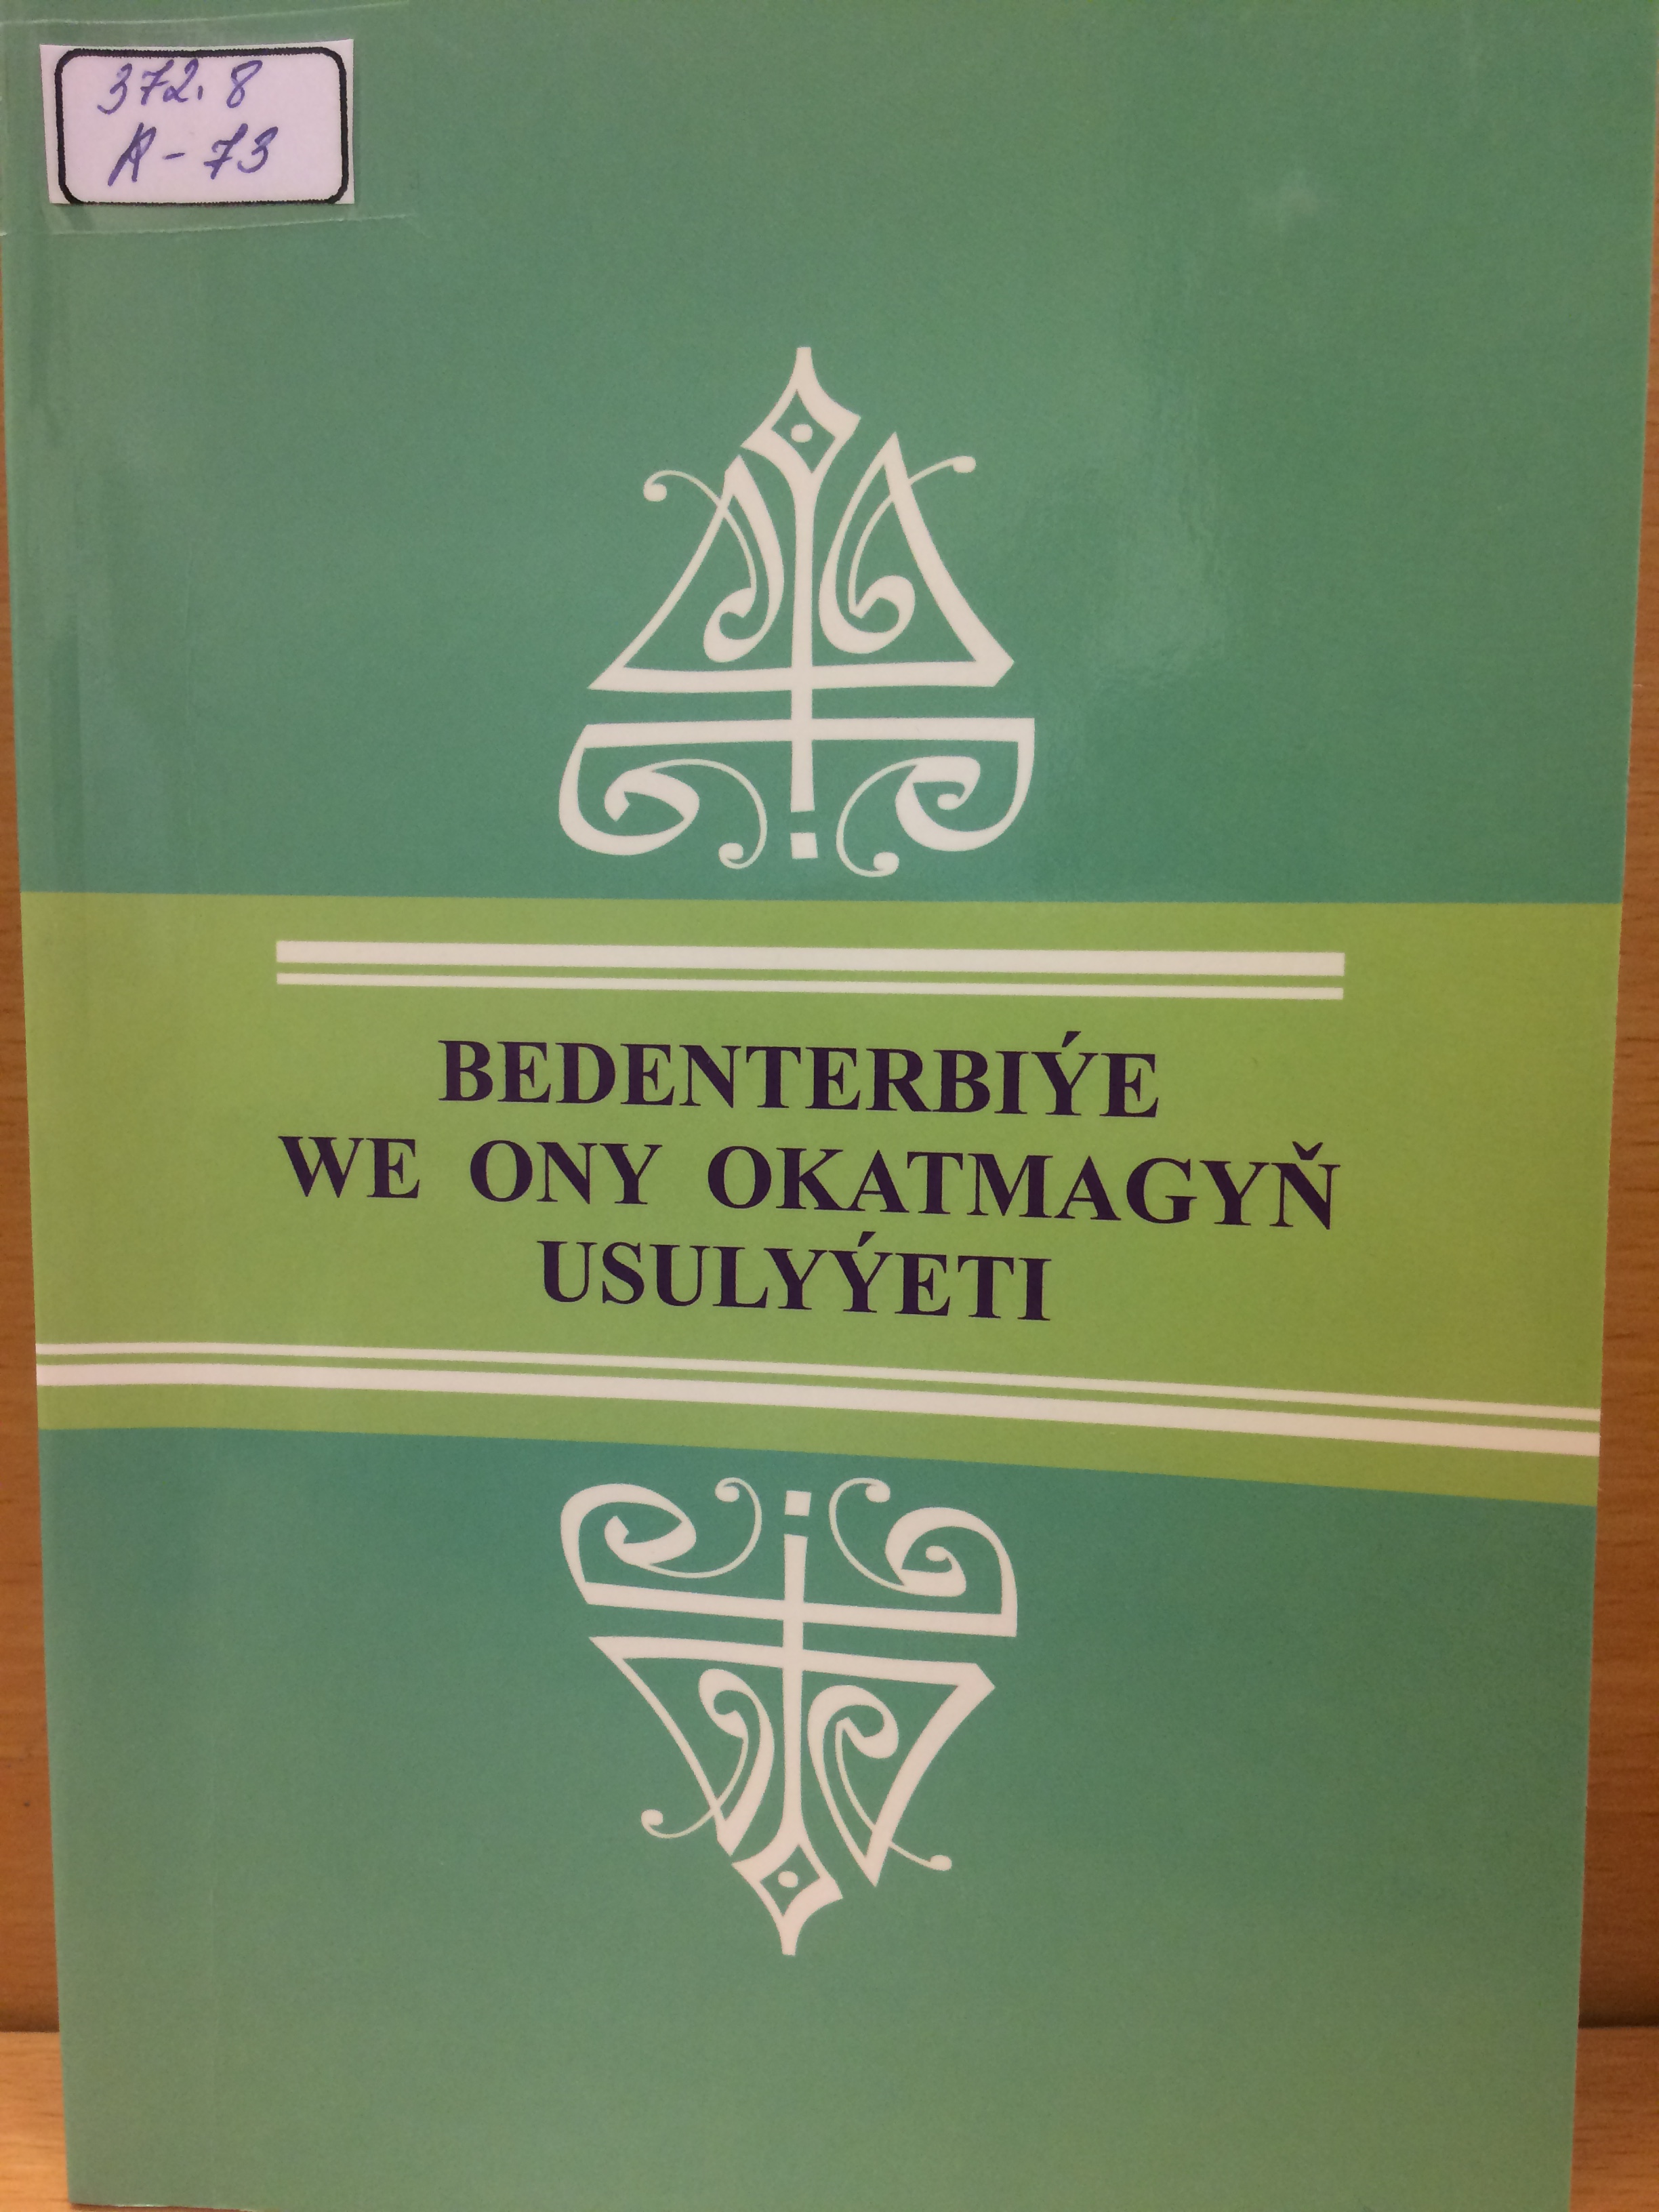 372.8
A-73
BEDENTERBIÝE
WE ONY OKATMAGYŇ
USULYÝETI